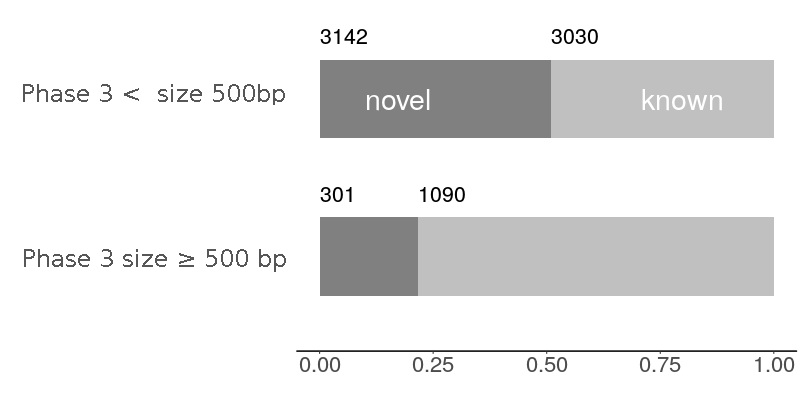 3142 3030
Phase 3 < size 500bp
novel known
301 1090
Phase 3 size ≥ 500 bp
0.00 0.25 0.50 0.75 1.00